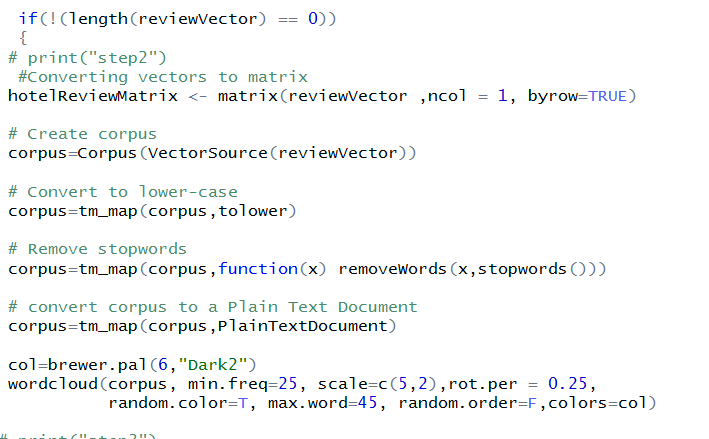 if(!(length(reviewVector) == 0))
{
# print("step2")
#Converting vectors to matrix
hotelReviewMatrix <- matrix(reviewVector ,ncol = 1, byrow=TRUE)
# Create corpus
corpus=Corpus(VectorSource(reviewVector))
# Convert to lower-case
corpus=tm_map(corpus,tolower)
# Remove stopwords
corpus=tm_map(corpus,function(x) removeWords(x,stopwords()))
# convert corpus to a Plain Text Document
corpus=tm_map(corpus,PlainTextDocument)
col=brewer.pal(6,"Dark2")
wordcloud(corpus, min.freq=25, scale=c(5,2),rot.per = 0.25,
random.color=T, max.word=45, random.order=F,colors=col)
# print("step3")